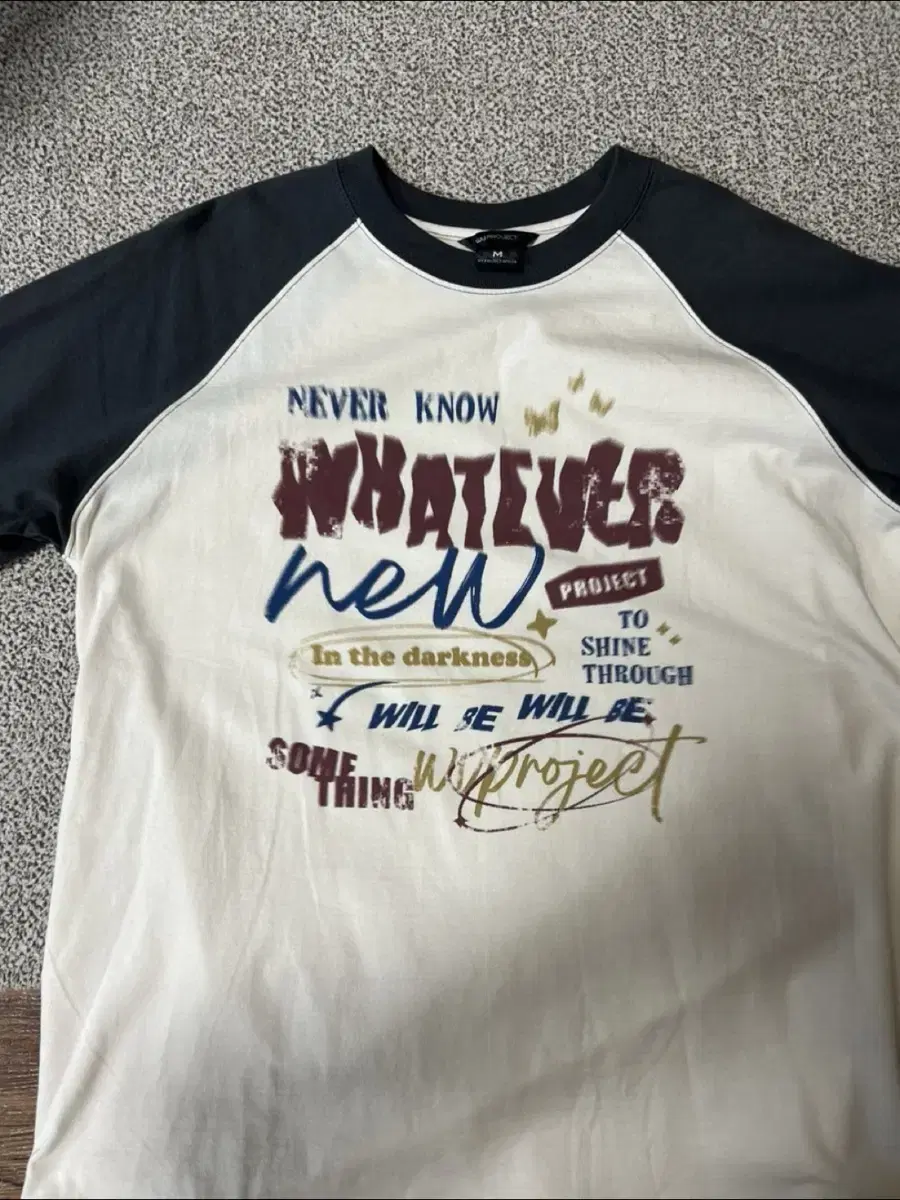 M
NEVER KNOW
WHATEVER
new
PROJECT
TO
SHINE
THROUGH
In the darkness
WILL BE WILL BE
SOME
THING
project